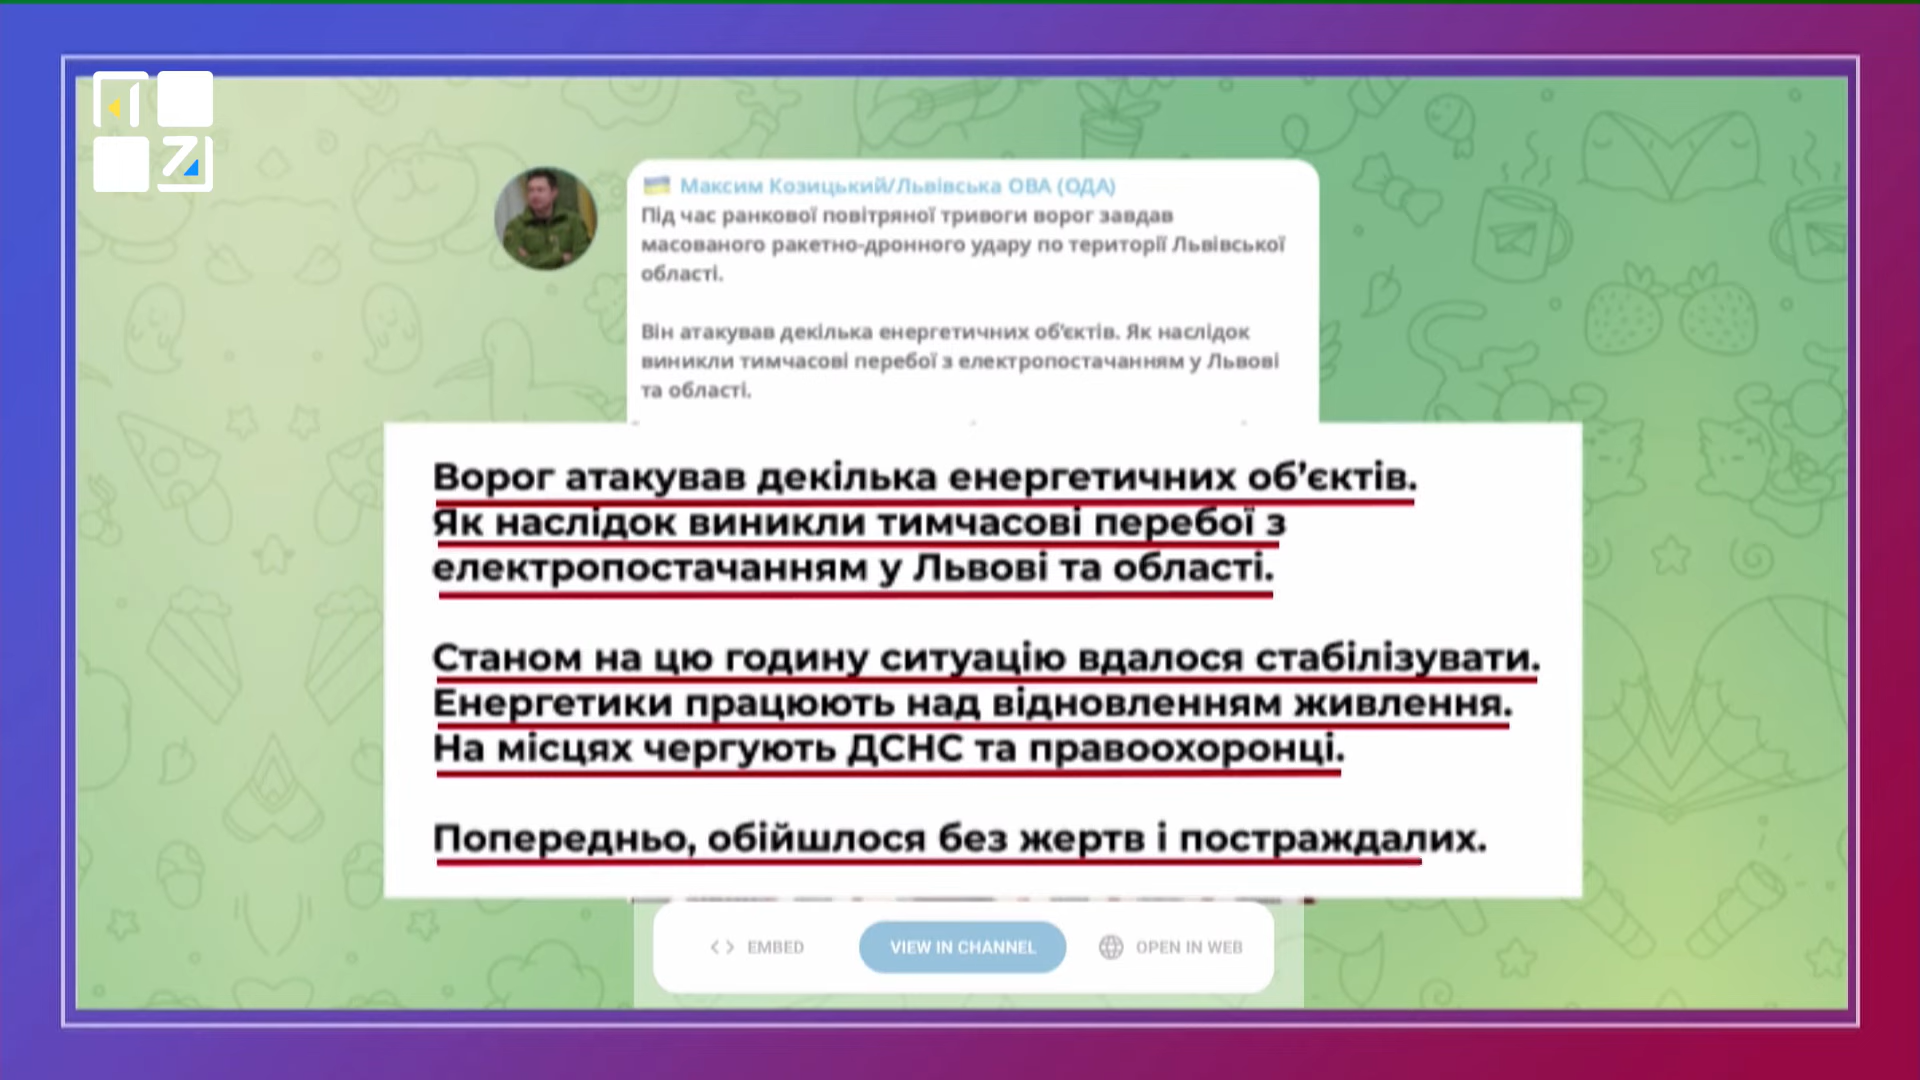 Максим Козицький/Львівська ОВА (ОДА)
Під час ранкової повітряної тривоги ворог завдав
масованого ракетно-дронного удару по території Львівської
області.
Він атакував декілька енергетичних об'єктів. Як наслідок
виникли тимчасові перебої з електропостачанням у Львові
та області.
Ворог атакував декілька енергетичних об’єктів.
Як наслідок виникли тимчасові перебої з
електропостачанням у Львові та області.
Станом на цю годину ситуацію вдалося стабілізувати.
Енергетики працюють над відновленням живлення.
На місцях чергують ДСНС та правоохоронці.
Попередньо, обійшлося без жертв і постраждалих.
EMBED
VIEW IN CHANNEL
OPEN IN WEB